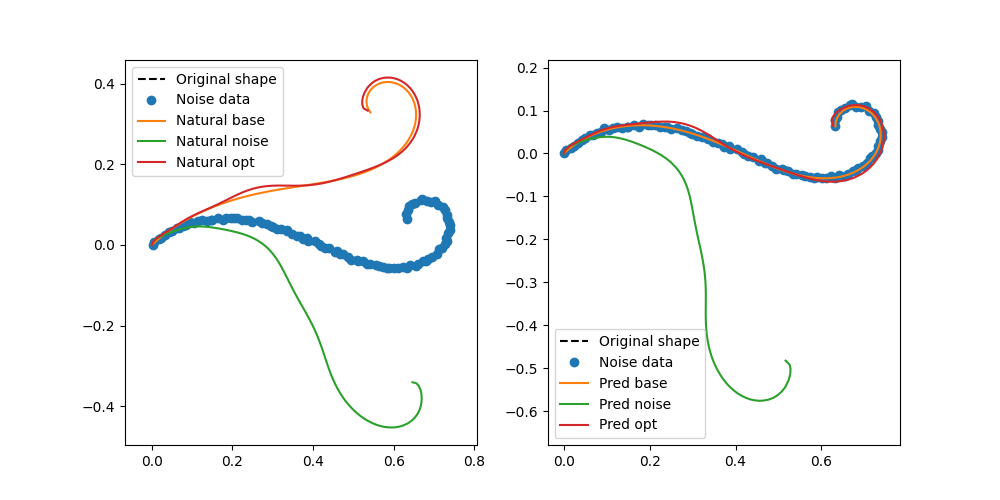 Original shape
Noise data
Natural base
Natural noise
Natural opt
0.4
0.2
0.0
−0.2
−0.4
0.0 0.2 0.4 0.6 0.8
0.2
0.1
0.0
−0.1
−0.2
−0.3
−0.4
−0.5
−0.6
Original shape
Noise data
Pred base
Pred noise
Pred opt
0.0 0.2 0.4 0.6